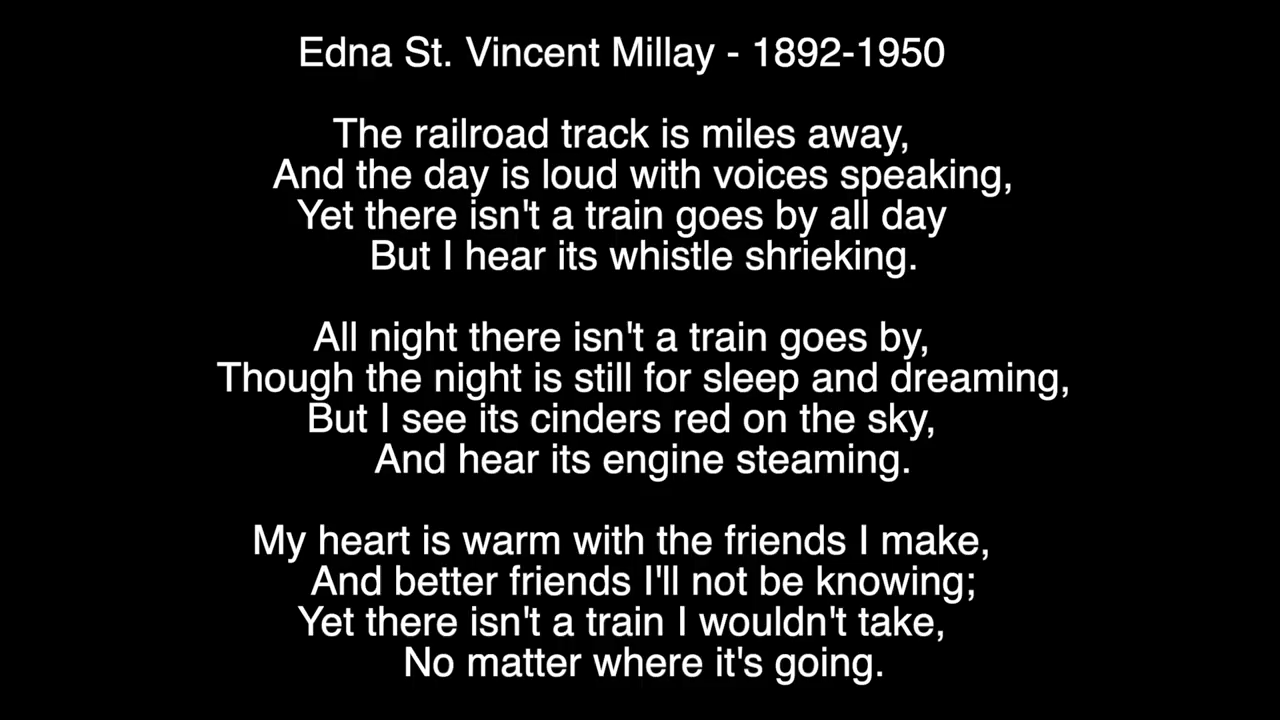 Edna St. Vincent Millay - 1892-1950
The railroad track is miles away,
And the day is loud with voices speaking,
Yet there isn't a train goes by all day
But I hear its whistle shrieking.
All night there isn't a train goes by,
Though the night is still for sleep and dreaming,
But I see its cinders red on the sky,
And hear its engine steaming.
My heart is warm with the friends I make,
And better friends I'll not be knowing;
Yet there isn't a train I wouldn't take,
No matter where it's going.